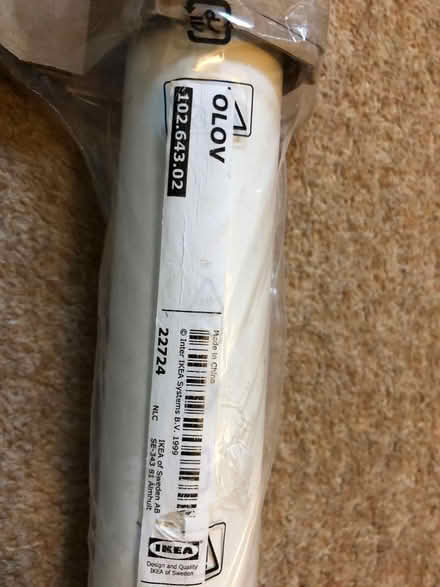 OLOV
102.643.02
Made in China
© Inter IKEA Systems B.V. 1999
22724
NLC
IKEA of Sweden AB
SE-343 81 Älmhult
IKEA
Design and Quality
IKEA of Sweden